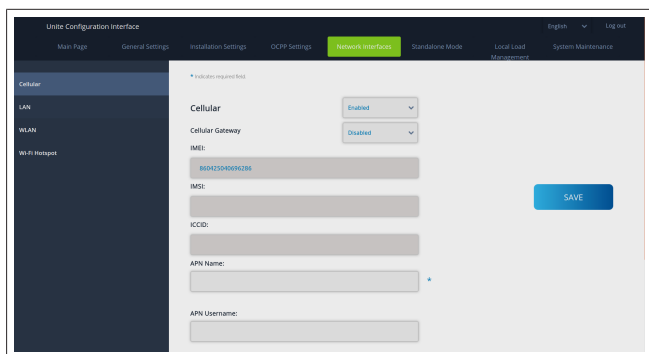 Unite Configuration Interface
English
Log out
Main Page
General Settings
Installation Settings
OCPP Settings
Network Interfaces
Standalone Mode
Local Load
Management
System Maintenance
Cellular
LAN
WLAN
Wi-Fi Hotspot
* Indicates required field.
Cellular
Enabled
Cellular Gateway
Disabled
IMEI:
860425040696286
IMSI:
SAVE
ICCID:
APN Name:
*
APN Username: